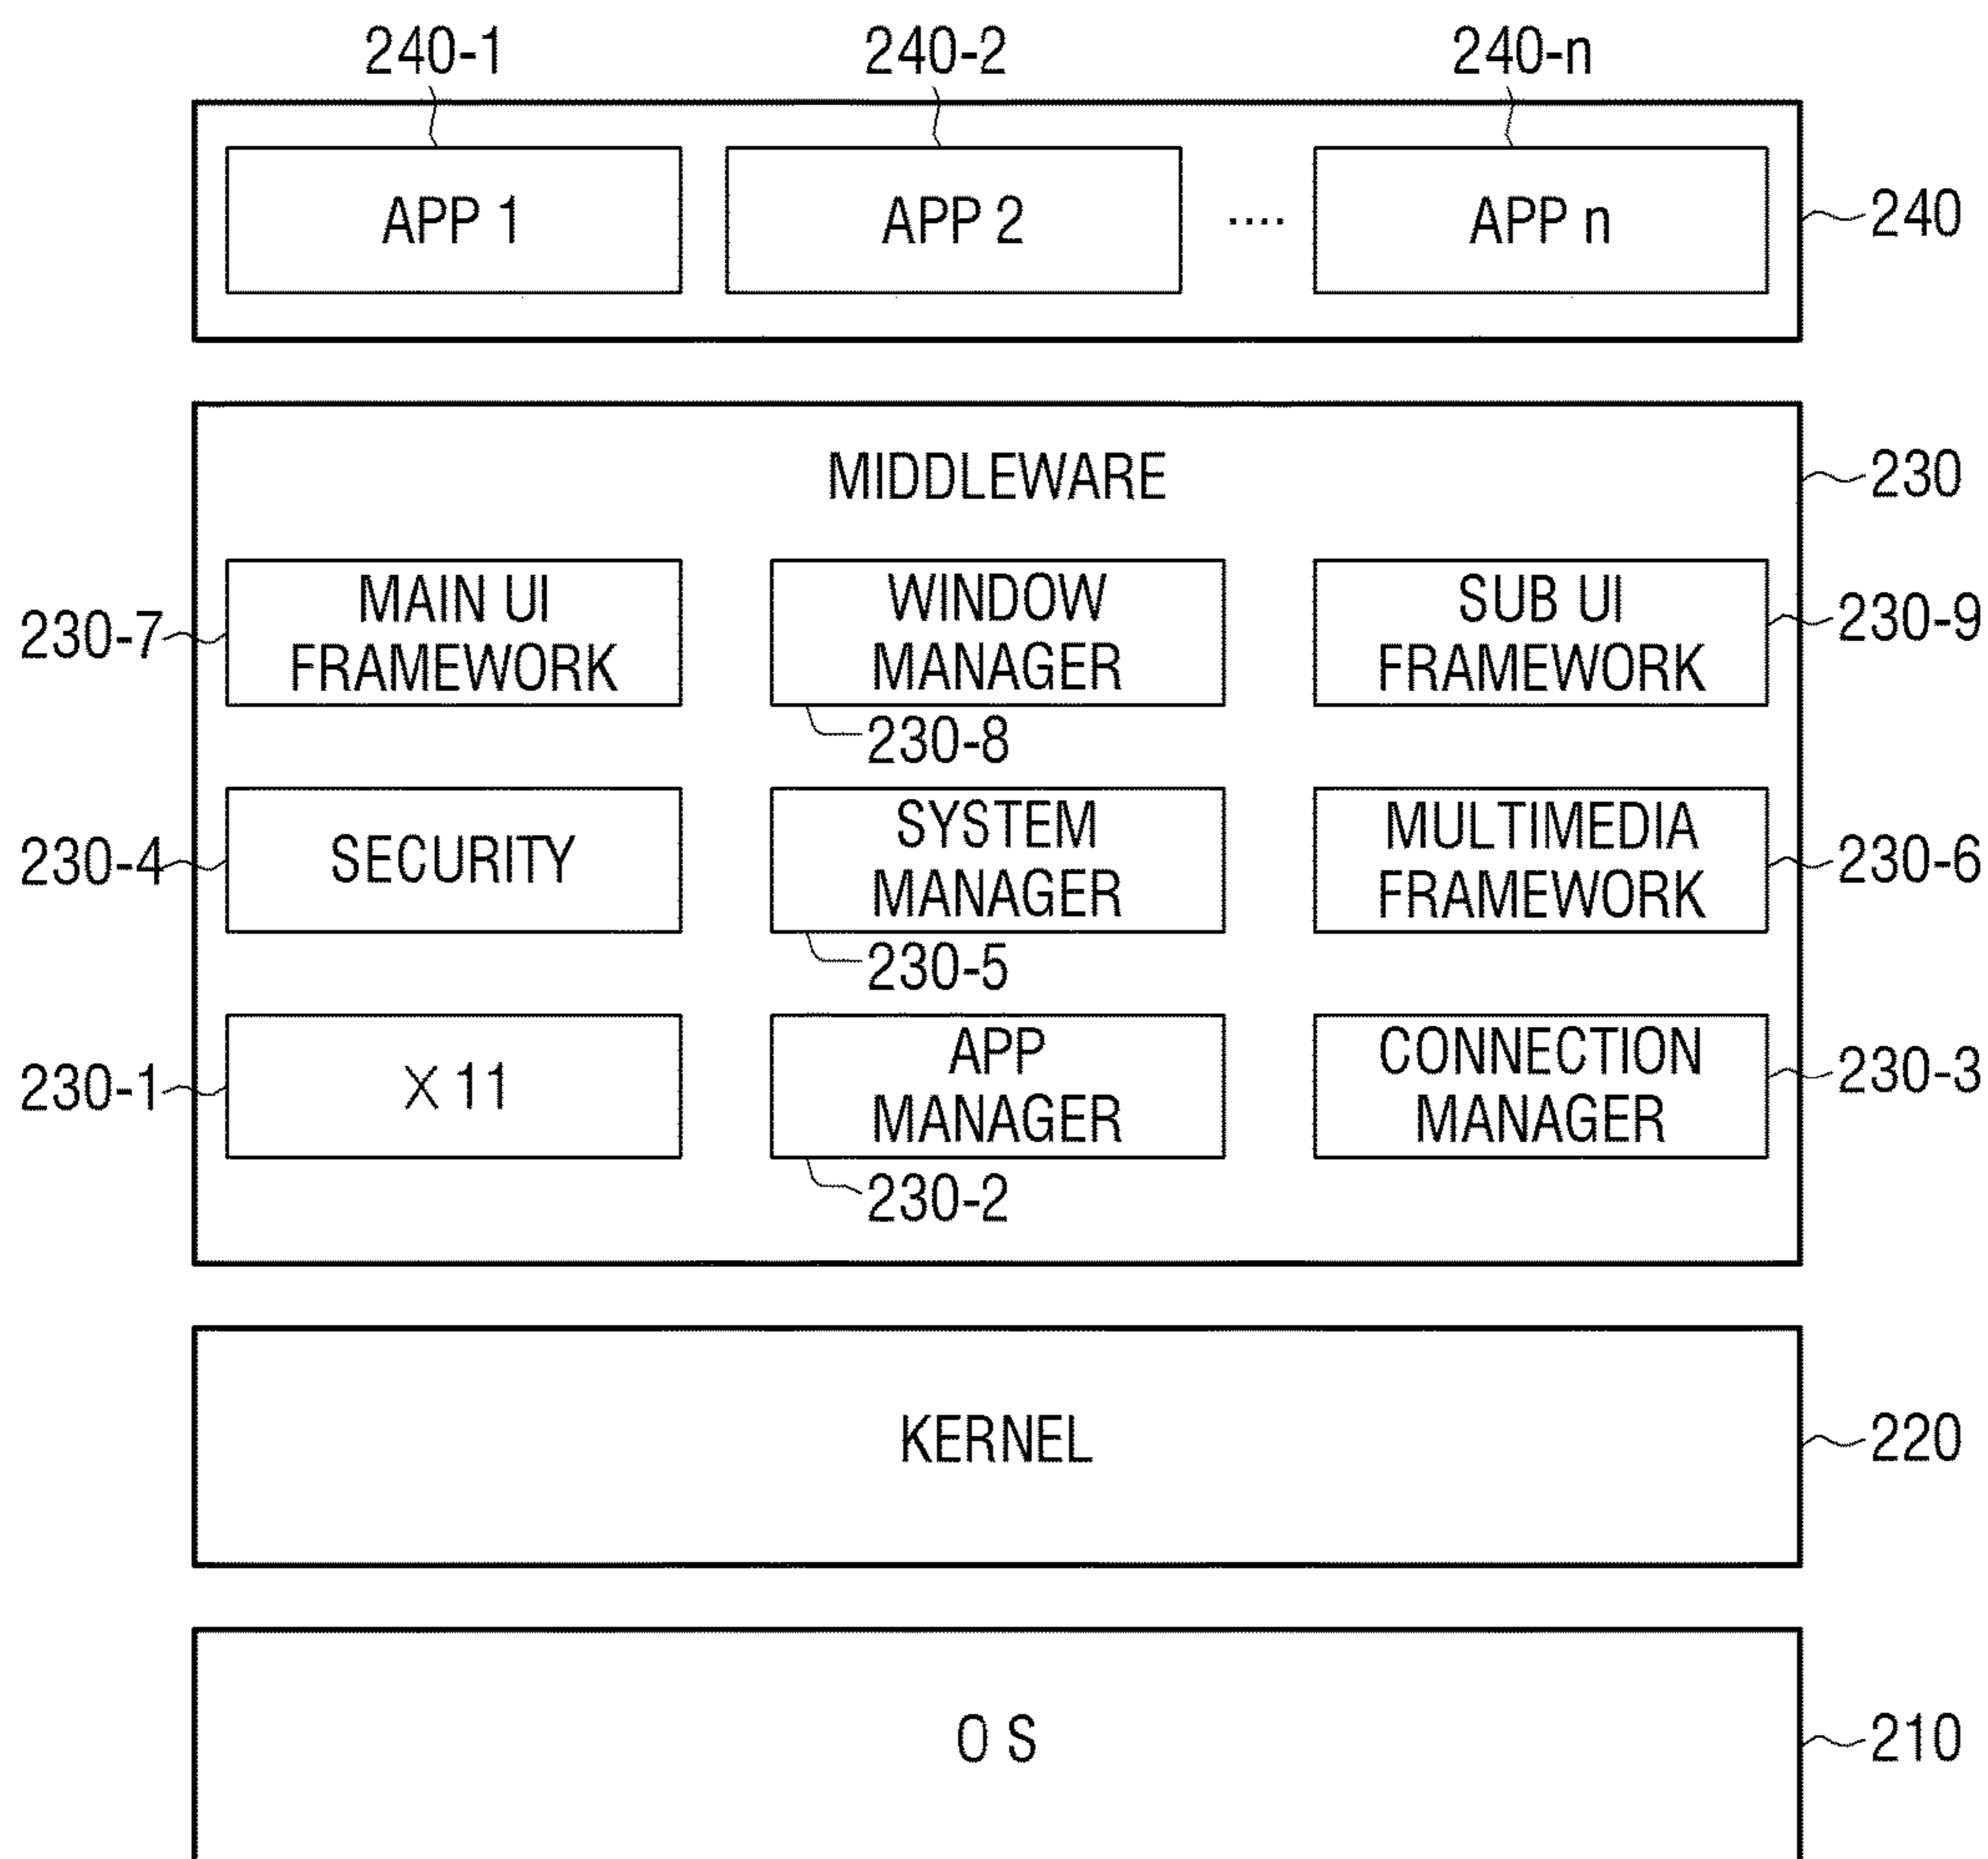 240-1 240-2 240-n
APP 1 APP 2 .... APP n 240
MIDDLEWARE 230
230-7 MAIN UI FRAMEWORK
WINDOW MANAGER
230-8
SUB UI FRAMEWORK 230-9
230-4 SECURITY
SYSTEM MANAGER
230-5
MULTIMEDIA FRAMEWORK 230-6
230-1 X 11
APP MANAGER
230-2
CONNECTION MANAGER 230-3
KERNEL 220
O S 210